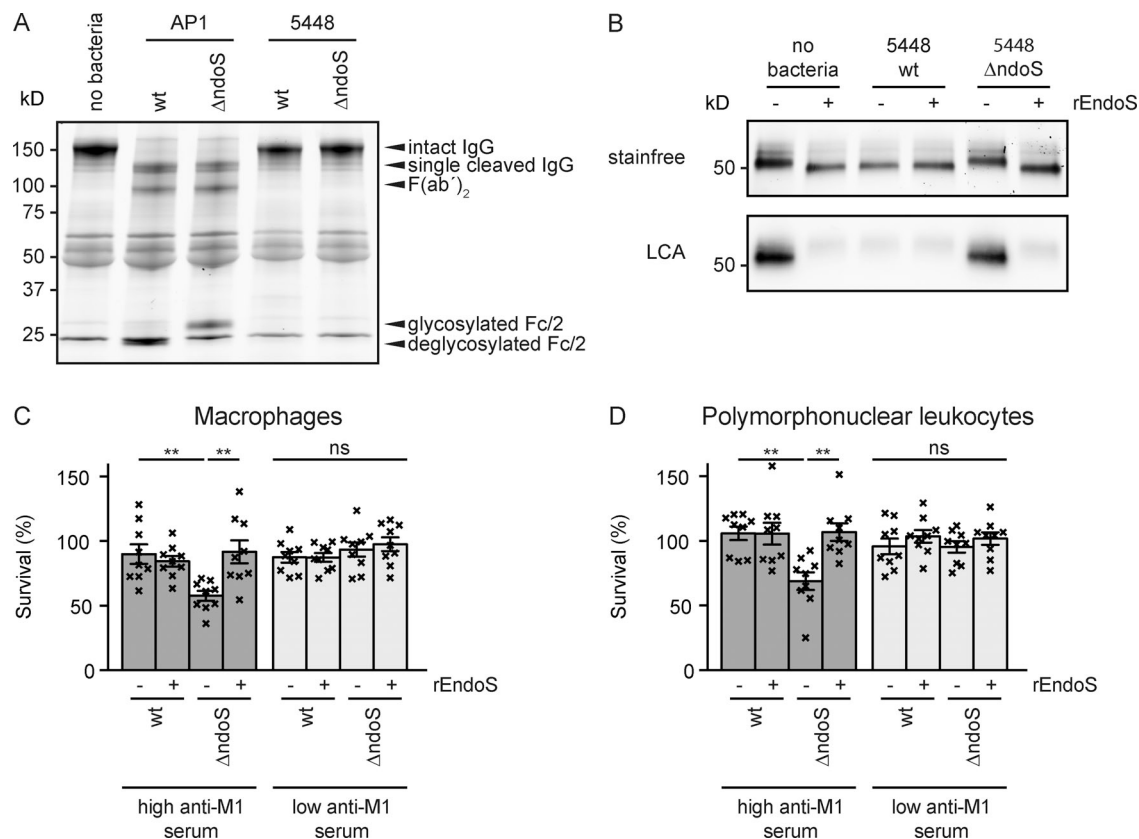 A
AP1
5448
no bacteria
wt
ΔndoS
wt
ΔndoS
kD
150
100
75
50
37
25
intact IgG
single cleaved IgG
F(ab´)2
glycosylated Fc/2
deglycosylated Fc/2
B
no
bacteria
5448
wt
5448
ΔndoS
kD
- + - + - + rEndoS
stainfree
50
LCA
50
C
Macrophages
** ** ns
Survival (%)
150
100
50
0
- + - + - + - + rEndoS
wt
ΔndoS
wt
ΔndoS
high anti-M1
serum
low anti-M1
serum
D
Polymorphonuclear leukocytes
** ** ns
Survival (%)
150
100
50
0
- + - + - + - + rEndoS
wt
ΔndoS
wt
ΔndoS
high anti-M1
serum
low anti-M1
serum